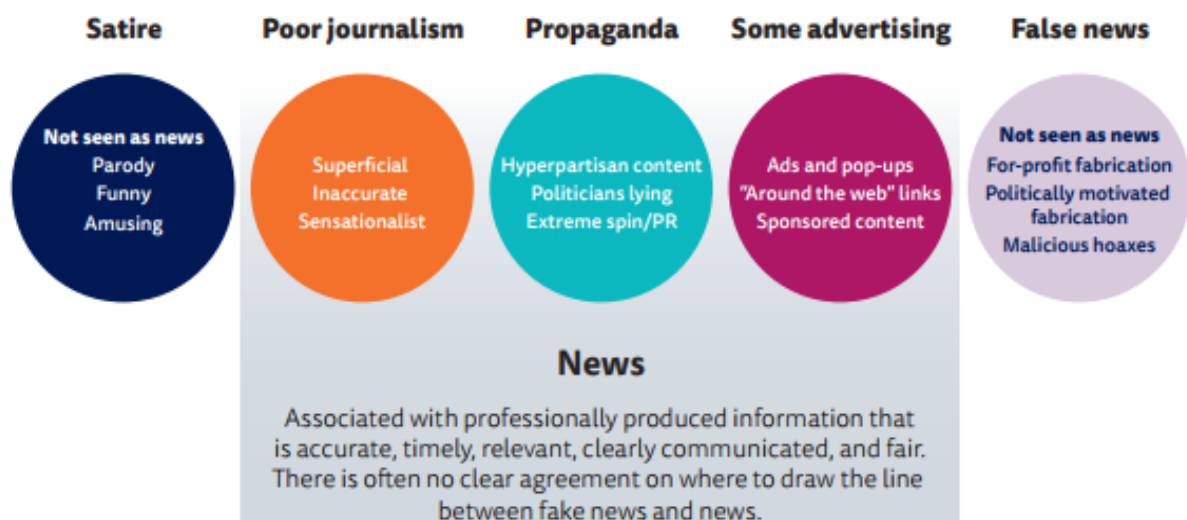 Satire
Poor journalism
Propaganda
Some advertising
False news
Not seen as news
Parody
Funny
Amusing
Superficial
Inaccurate
Sensationalist
Hyperpartisan content
Politicians lying
Extreme spin/PR
Ads and pop-ups
"Around the web" links
Sponsored content
Not seen as news
For-profit fabrication
Politically motivated
fabrication
Malicious hoaxes
News
Associated with professionally produced information that
is accurate, timely, relevant, clearly communicated, and fair.
There is often no clear agreement on where to draw the line
between fake news and news.